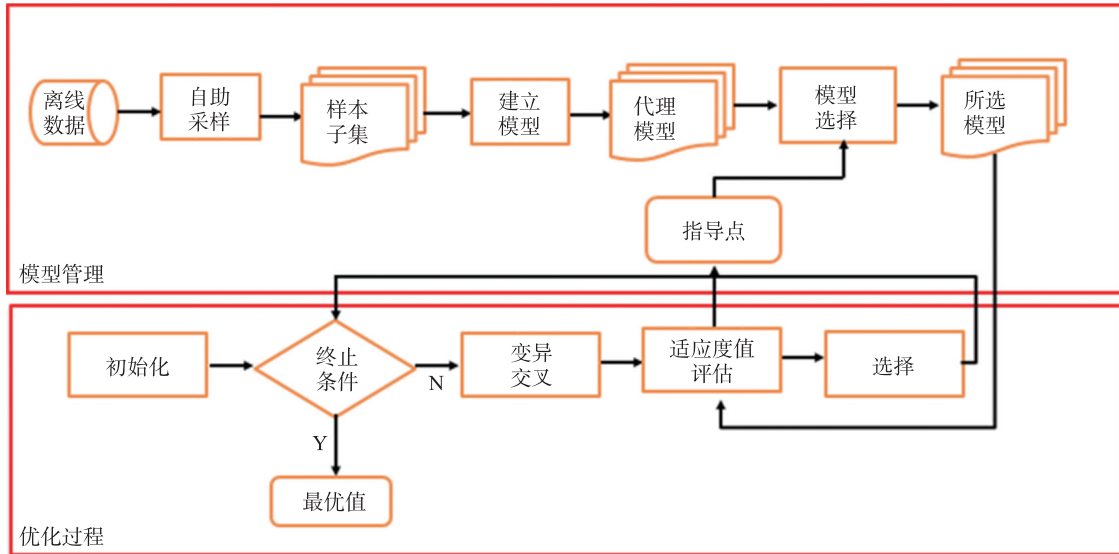 离线
数据
自助
采样
样本
子集
建立
模型
代理
模型
模型
选择
所选
模型
指导点
模型管理
初始化
终止
条件
N
变异
交叉
适应度值
评估
选择
Y
最优值
优化过程